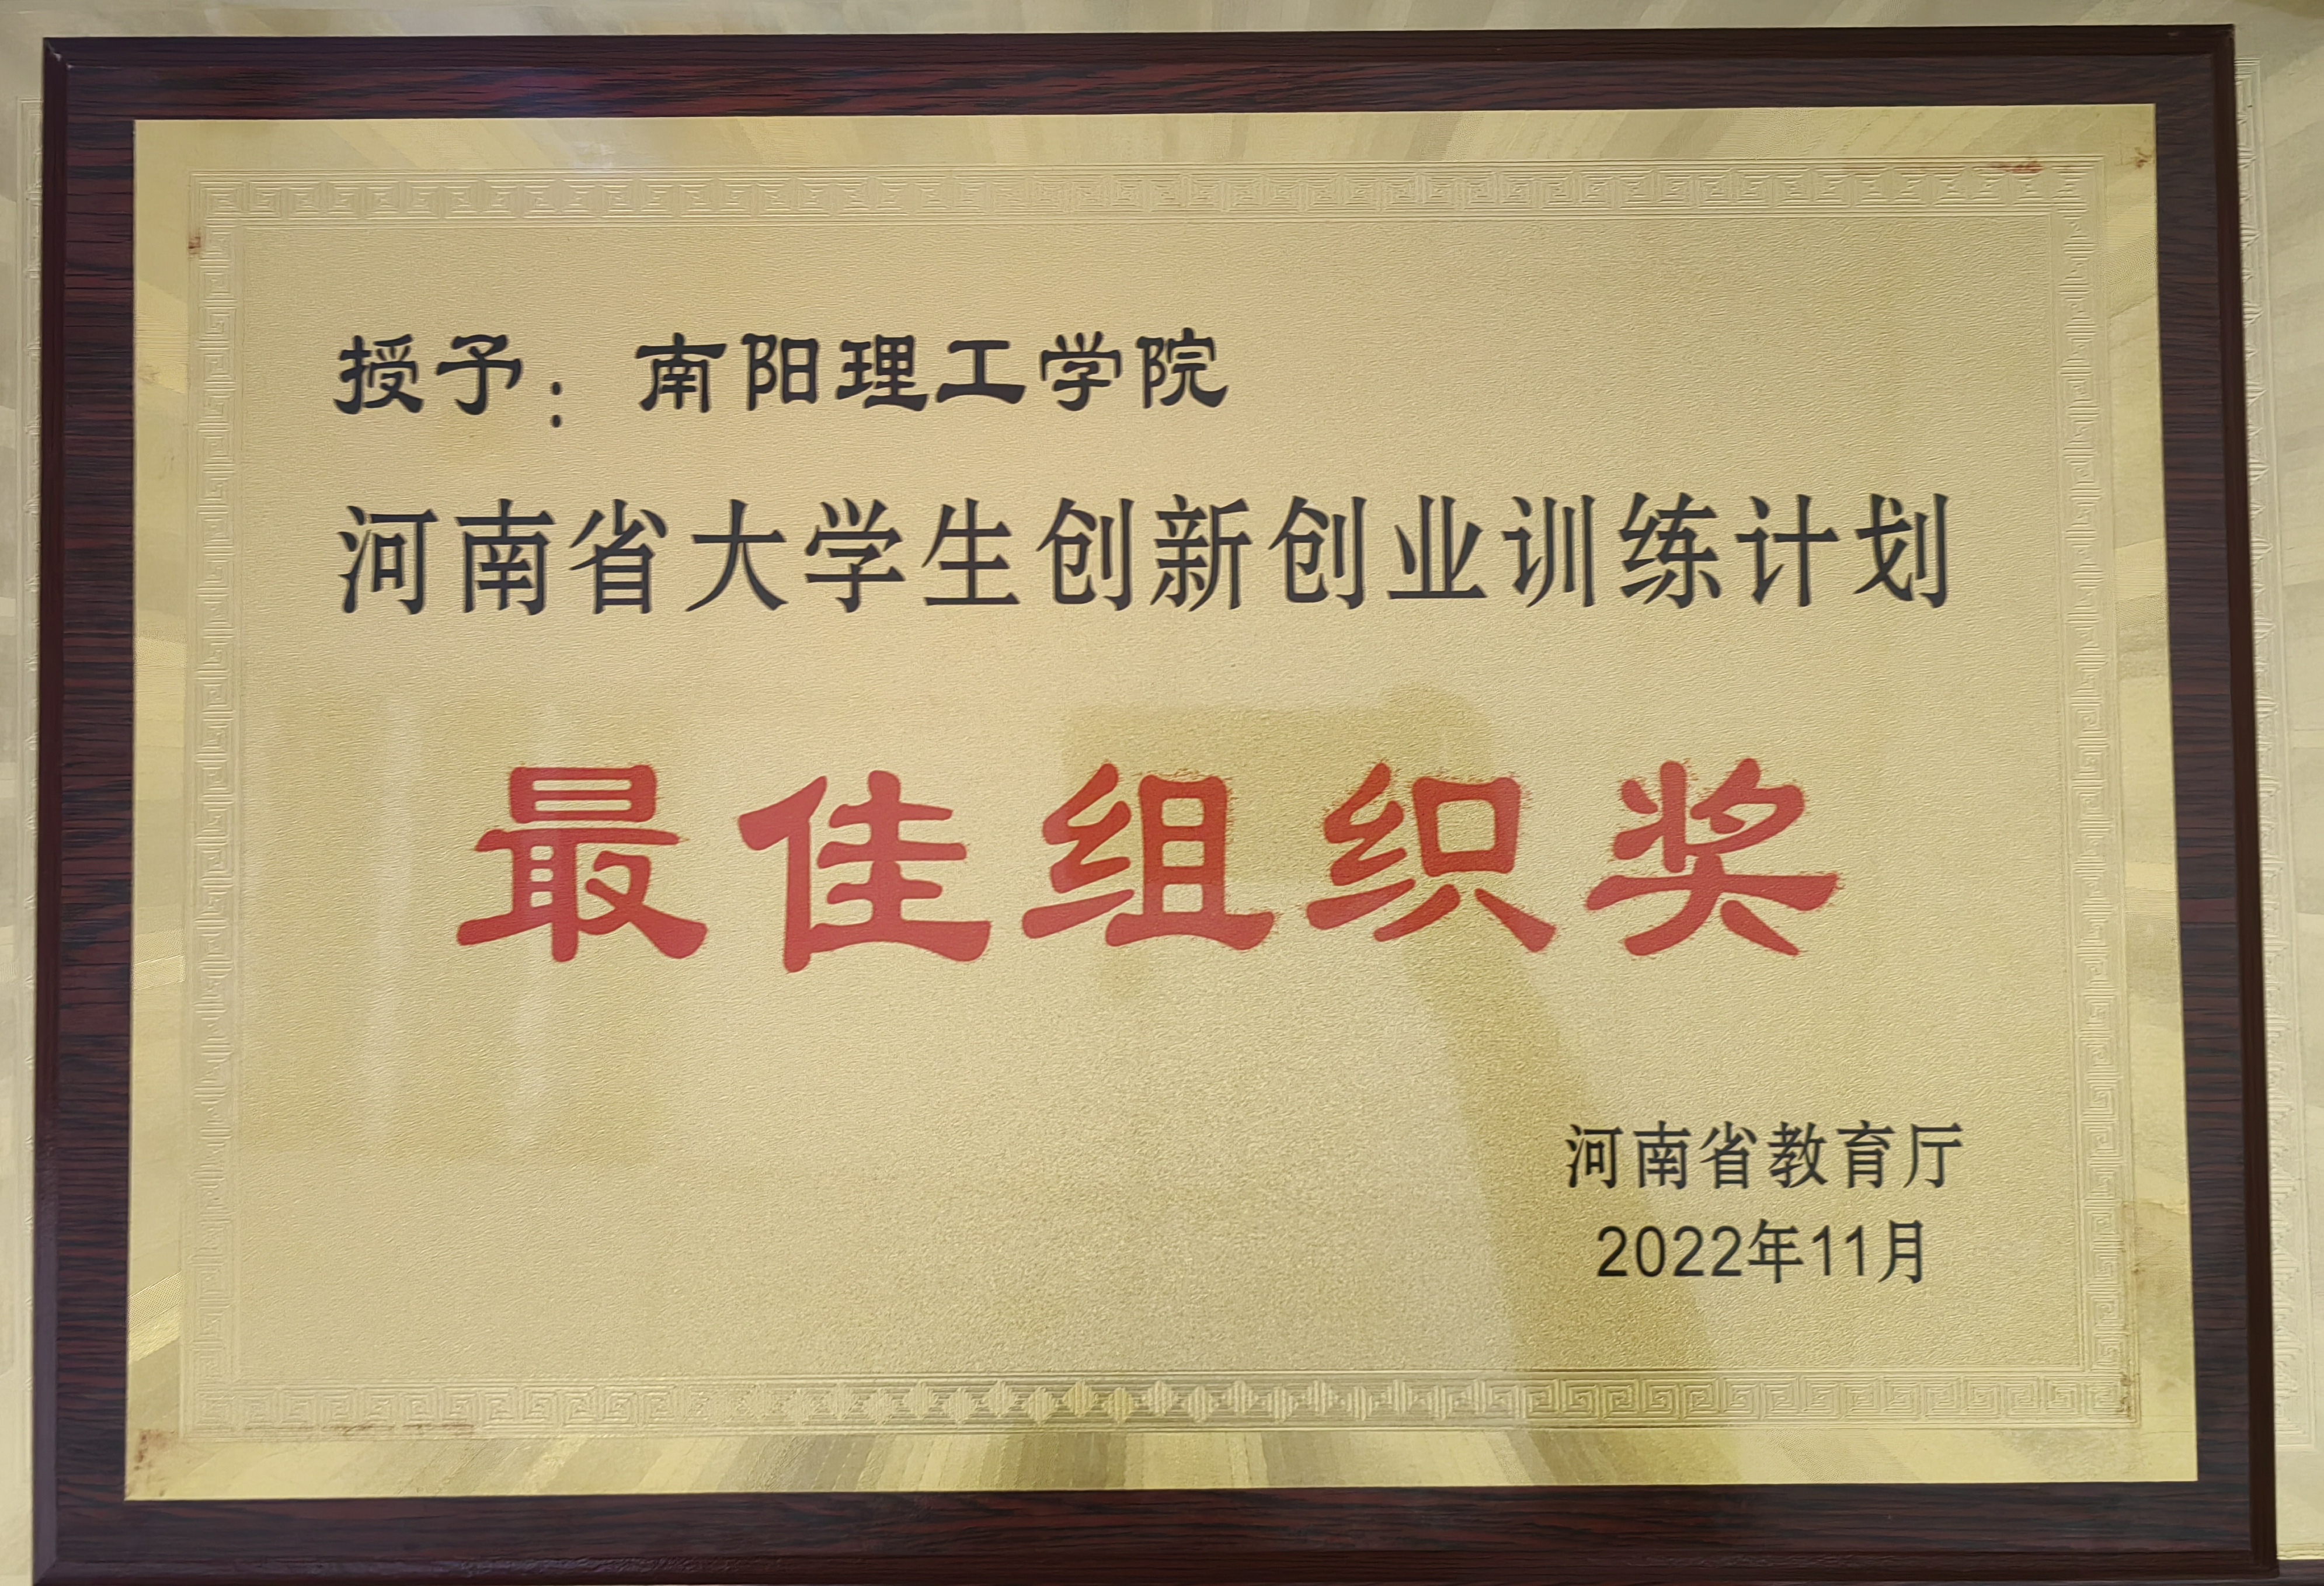 授予：南阳理工学院
河南省大学生创新创业训练计划
最佳组织奖
河南省教育厅
2022年11月